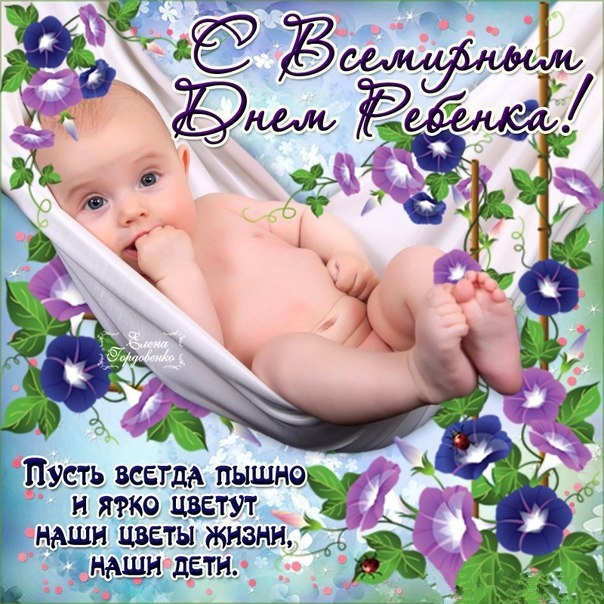 С Всемирным
Днем Ребенка!
Елена
Гордовенко
Пусть всегда пышно
и ярко цветут
наши цветы жизни,
наши дети.